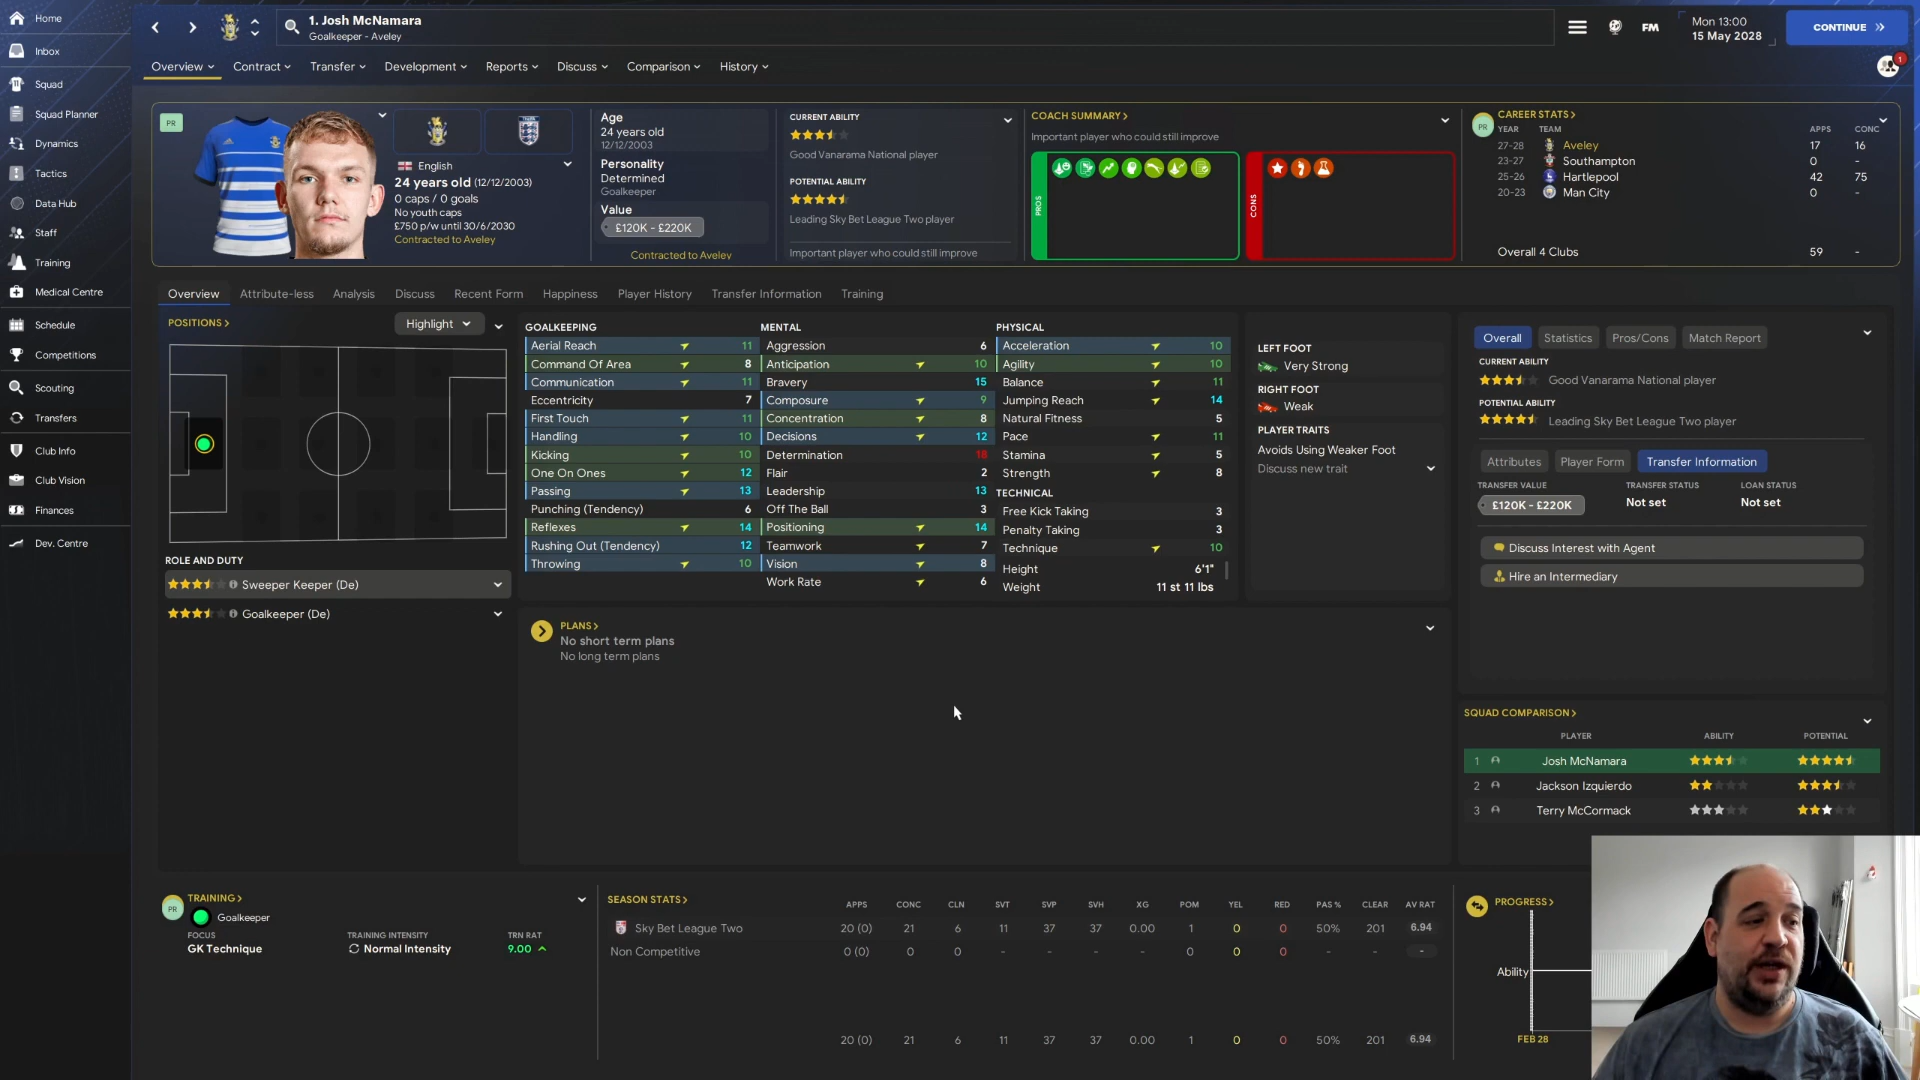 Home
Inbox
Squad
Squad Planner
Dynamics
Tactics
Data Hub
Staff
Training
Medical Centre
Schedule
Competitions
Scouting
Transfers
Club Info
Club Vision
Finances
Dev. Centre
1. Josh McNamara
Goalkeeper - Aveley
FM
Mon 13:00
15 May 2028
CONTINUE
1
Overview Contract Transfer Development Reports Discuss Comparison History
PR
English
24 years old (12/12/2003)
0 caps / 0 goals
No youth caps
£750 p/w until 30/6/2030
Contracted to Aveley
Age
24 years old
12/12/2003
Personality
Determined
Goalkeeper
Value
£120K - £220K
Contracted to Aveley
CURRENT ABILITY
Good Vanarama National player
POTENTIAL ABILITY
Leading Sky Bet League Two player
Important player who could still improve
COACH SUMMARY >
Important player who could still improve
PROS
CONS
PR
CAREER STATS >
YEAR TEAM APPS CONC
27-28 Aveley 17 16
23-27 Southampton 0 -
25-26 Hartlepool 42 75
20-23 Man City 0 -
Overall 4 Clubs 59 -
Overview Attribute-less Analysis Discuss Recent Form Happiness Player History Transfer Information Training
POSITIONS >
Highlight
ROLE AND DUTY
Sweeper Keeper (De)
Goalkeeper (De)
GOALKEEPING
Aerial Reach 11
Command Of Area 8
Communication 11
Eccentricity 7
First Touch 11
Handling 10
Kicking 10
One On Ones 12
Passing 13
Punching (Tendency) 6
Reflexes 14
Rushing Out (Tendency) 12
Throwing 10
MENTAL
Aggression 6
Anticipation 10
Bravery 15
Composure 9
Concentration 8
Decisions 12
Determination 18
Flair 2
Leadership 13
Off The Ball 3
Positioning 14
Teamwork 7
Vision 8
Work Rate 6
PHYSICAL
Acceleration 10
Agility 10
Balance 11
Jumping Reach 14
Natural Fitness 5
Pace 11
Stamina 5
Strength 8
TECHNICAL
Free Kick Taking 3
Penalty Taking 3
Technique 10
Height 6'1"
Weight 11 st 11 lbs
LEFT FOOT
Very Strong
RIGHT FOOT
Weak
PLAYER TRAITS
Avoids Using Weaker Foot
Discuss new trait
PLANS >
No short term plans
No long term plans
Overall Statistics Pros/Cons Match Report
CURRENT ABILITY
Good Vanarama National player
POTENTIAL ABILITY
Leading Sky Bet League Two player
Attributes Player Form Transfer Information
TRANSFER VALUE TRANSFER STATUS LOAN STATUS
£120K - £220K Not set Not set
Discuss Interest with Agent
Hire an Intermediary
SQUAD COMPARISON >
PLAYER ABILITY POTENTIAL
1 Josh McNamara
2 Jackson Izquierdo
3 Terry McCormack
PR
TRAINING >
Goalkeeper
FOCUS TRAINING INTENSITY TRN RAT
GK Technique Normal Intensity 9.00
SEASON STATS > APPS CONC CLN SVT SVP SVH XG POM YEL RED PAS % CLEAR AV RAT
Sky Bet League Two 20 (0) 21 6 11 37 37 0.00 1 0 0 50% 201 6.94
Non Competitive 0 (0) 0 0 - - - - 0 0 0 - - -
20 (0) 21 6 11 37 37 0.00 1 0 0 50% 201 6.94
PROGRESS >
Ability
FEB 28